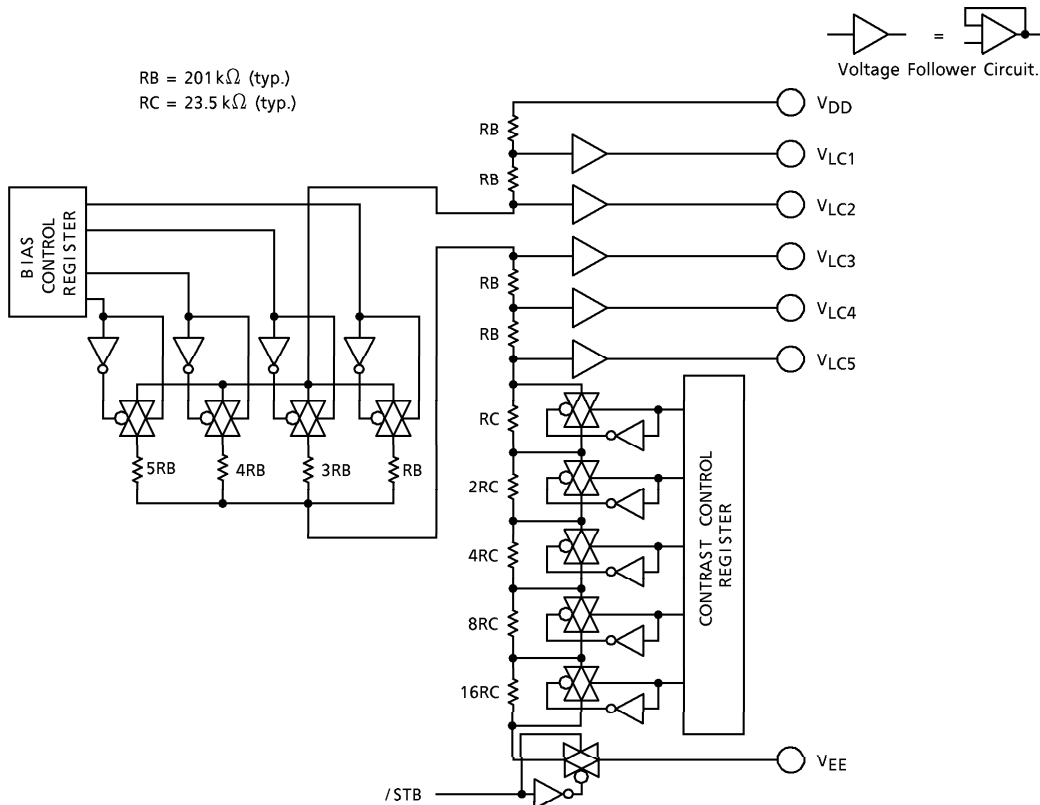 =
Voltage Follower Circuit.
RB = 201 kΩ (typ.)
RC = 23.5 kΩ (typ.)
RB
VDD
VLC1
RB
VLC2
BIAS
CONTROL
REGISTER
VLC3
RB
VLC4
RB
VLC5
RC
5RB
4RB
3RB
RB
2RC
4RC
8RC
16RC
CONTRAST CONTROL
REGISTER
VEE
/STB